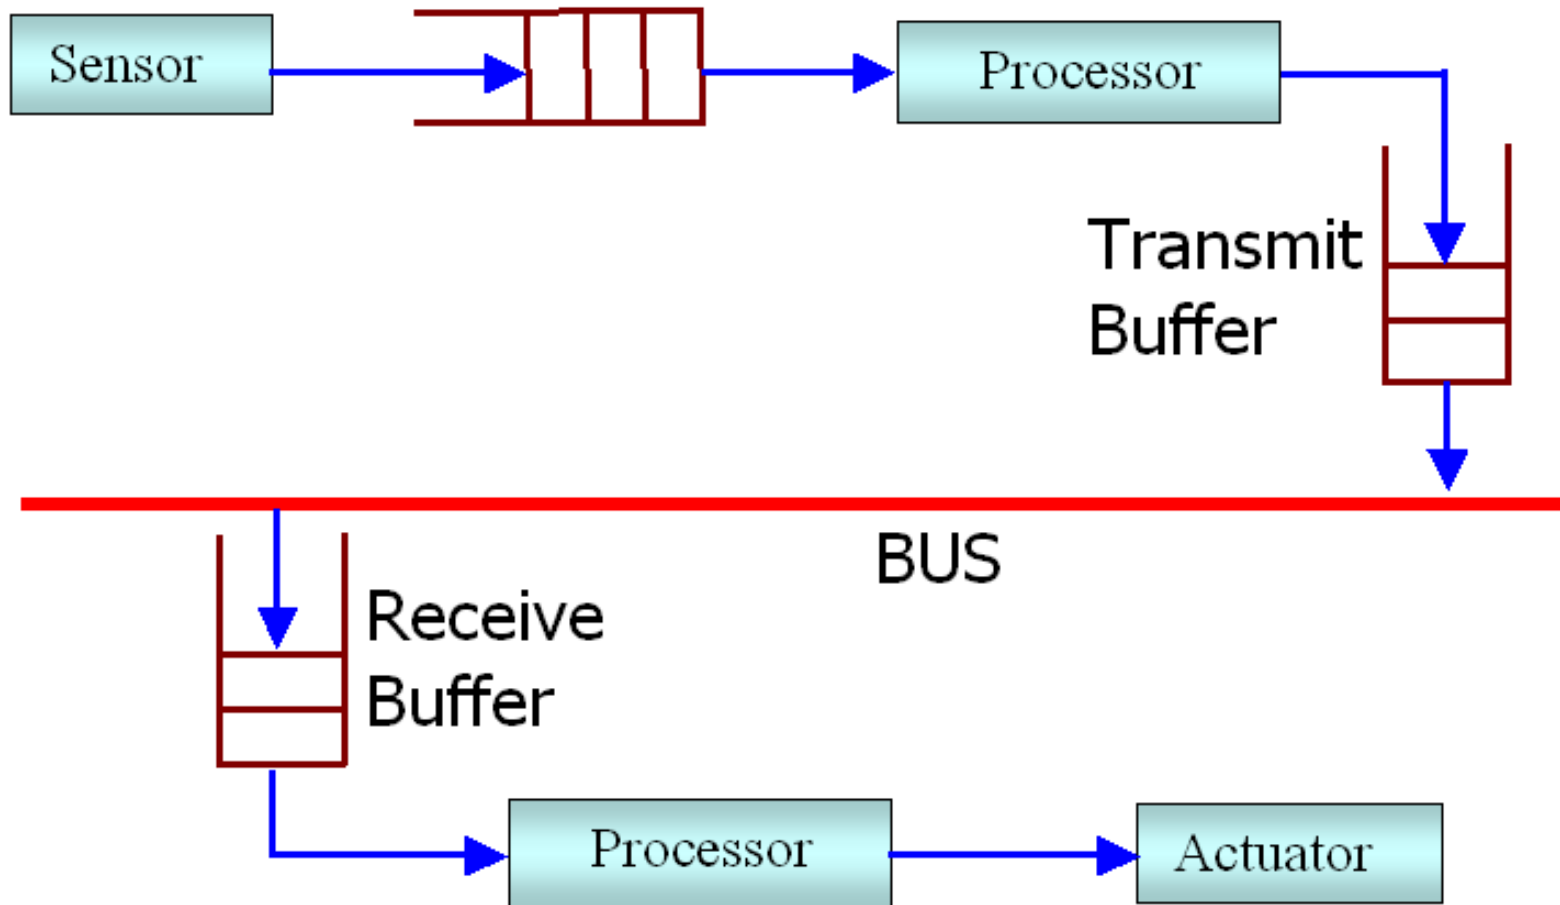 Sensor
Processor
Transmit
Buffer
BUS
Receive
Buffer
Processor
Actuator